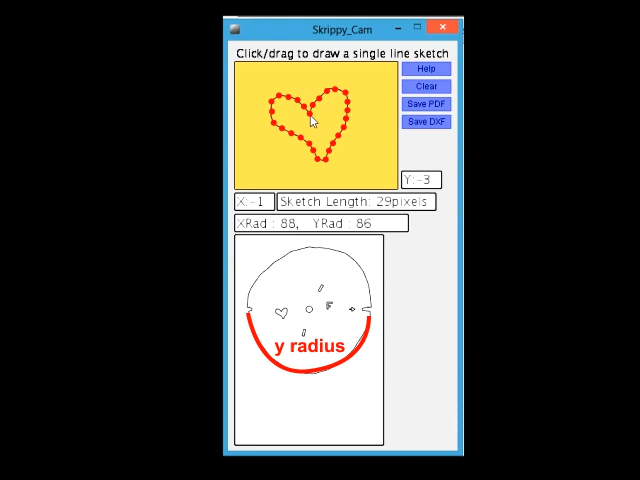 Skrippy_Cam
Click/drag to draw a single line sketch
Help
Clear
Save PDF
Save DXF
Y:-3
X:-1
Sketch Length: 29pixels
XRad : 88,  YRad : 86
F
y radius